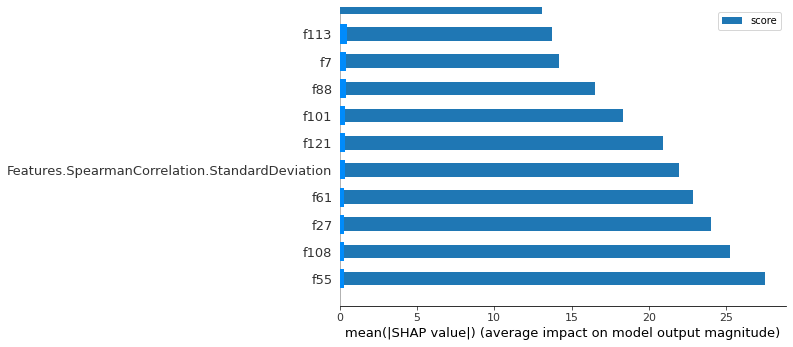 score
f113
f7
f88
f101
f121
Features.SpearmanCorrelation.StandardDeviation
f61
f27
f108
f55
0 5 10 15 20 25
mean(|SHAP value|) (average impact on model output magnitude)